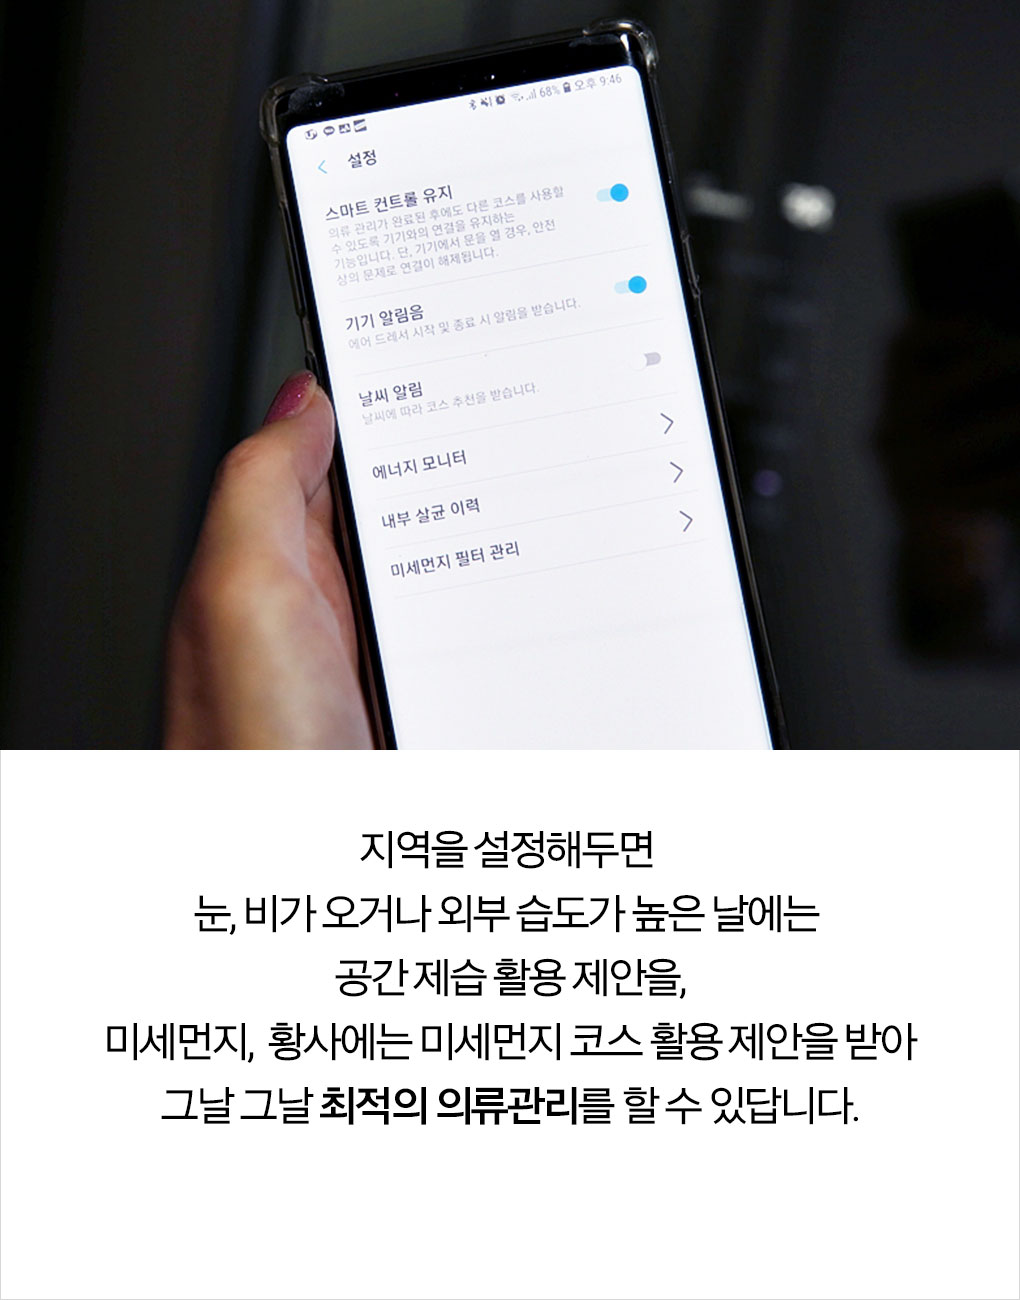 68% 오후 9:46
설정
스마트 컨트롤 유지
의류 관리가 완료된 후에도 다른 코스를 사용할
수 있도록 기기와의 연결을 유지하는
기능입니다. 단, 기기에서 문을 열 경우, 안전
상의 문제로 연결이 해제됩니다.
기기 알림음
에어 드레서 시작 및 종료 시 알림을 받습니다.
날씨 알림
날씨에 따라 코스 추천을 받습니다.
에너지 모니터
내부 살균 이력
미세먼지 필터 관리
지역을 설정해두면
눈, 비가 오거나 외부 습도가 높은 날에는
공간 제습 활용 제안을,
미세먼지, 황사에는 미세먼지 코스 활용 제안을 받아
그날 그날 최적의 의류관리를 할 수 있답니다.